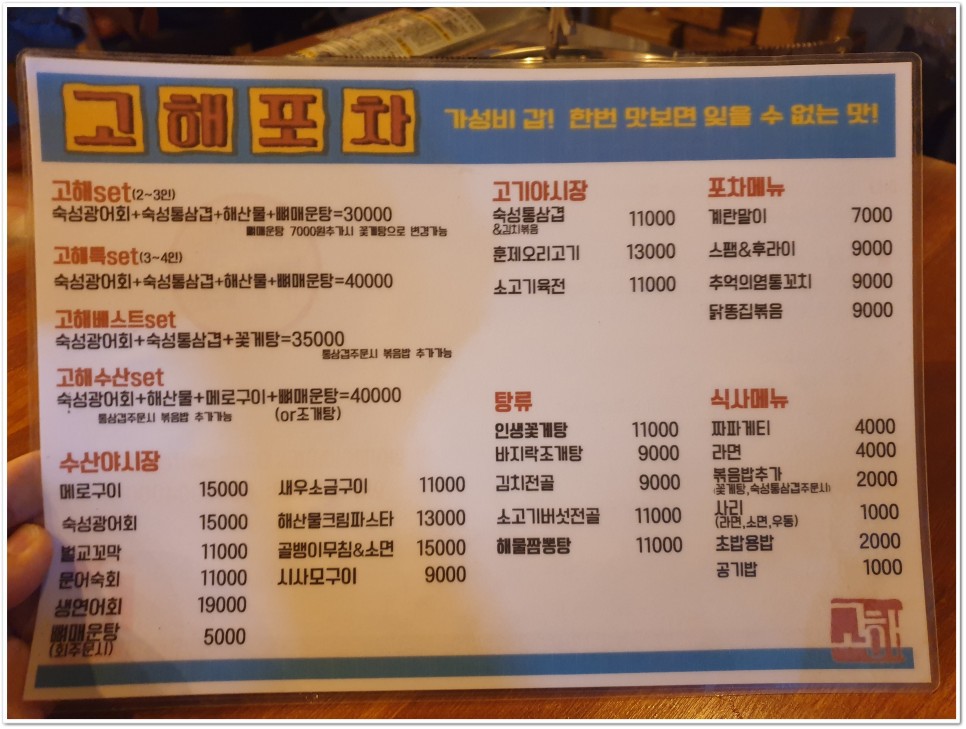 고해포차
가성비 갑! 한번 맛보면 잊을 수 없는 맛!
고해set(2~3인)
숙성광어회+숙성통삼겹+해산물+뼈매운탕=30000
뼈매운탕 7000원추가시 꽃게탕으로 변경가능
고해특set(3~4인)
숙성광어회+숙성통삼겹+해산물+뼈매운탕=40000
고해베스트set
숙성광어회+숙성통삼겹+꽃게탕=35000
통삼겹주문시 볶음밥 추가가능
고해수산set
숙성광어회+해산물+메로구이+뼈매운탕=40000
통삼겹주문시 볶음밥 추가가능 (or조개탕)
수산야시장
메로구이 15000
숙성광어회 15000
벌교꼬막 11000
문어숙회 11000
생연어회 19000
뼈매운탕 5000
(회주문시)
새우소금구이 11000
해산물크림파스타 13000
골뱅이무침&소면 15000
시사모구이 9000
고기야시장
숙성통삼겹 11000
&김치볶음
훈제오리고기 13000
소고기육전 11000
탕류
인생꽃게탕 11000
바지락조개탕 9000
김치전골 9000
소고기버섯전골 11000
해물짬뽕탕 11000
포차메뉴
계란말이 7000
스팸&후라이 9000
추억의염통꼬치 9000
닭똥집볶음 9000
식사메뉴
짜파게티 4000
라면 4000
볶음밥추가 2000
(꽃게탕,숙성통삼겹주문시)
사리 1000
(라면,소면,우동)
초밥용밥 2000
공기밥 1000
고해